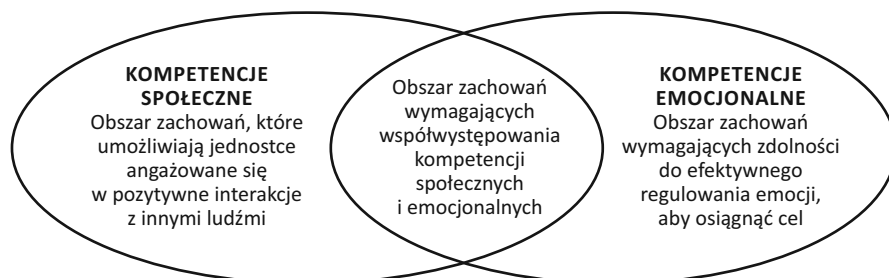 KOMPETENCJE
SPOŁECZNE
Obszar zachowań, które
umożliwiają jednostce
angażowane się
w pozytywne interakcje
z innymi ludźmi
Obszar zachowań
wymagających
współwystępowania
kompetencji
społecznych
i emocjonalnych
KOMPETENCJE
EMOCJONALNE
Obszar zachowań
wymagających zdolności
do efektywnego
regulowania emocji,
aby osiągnąć cel